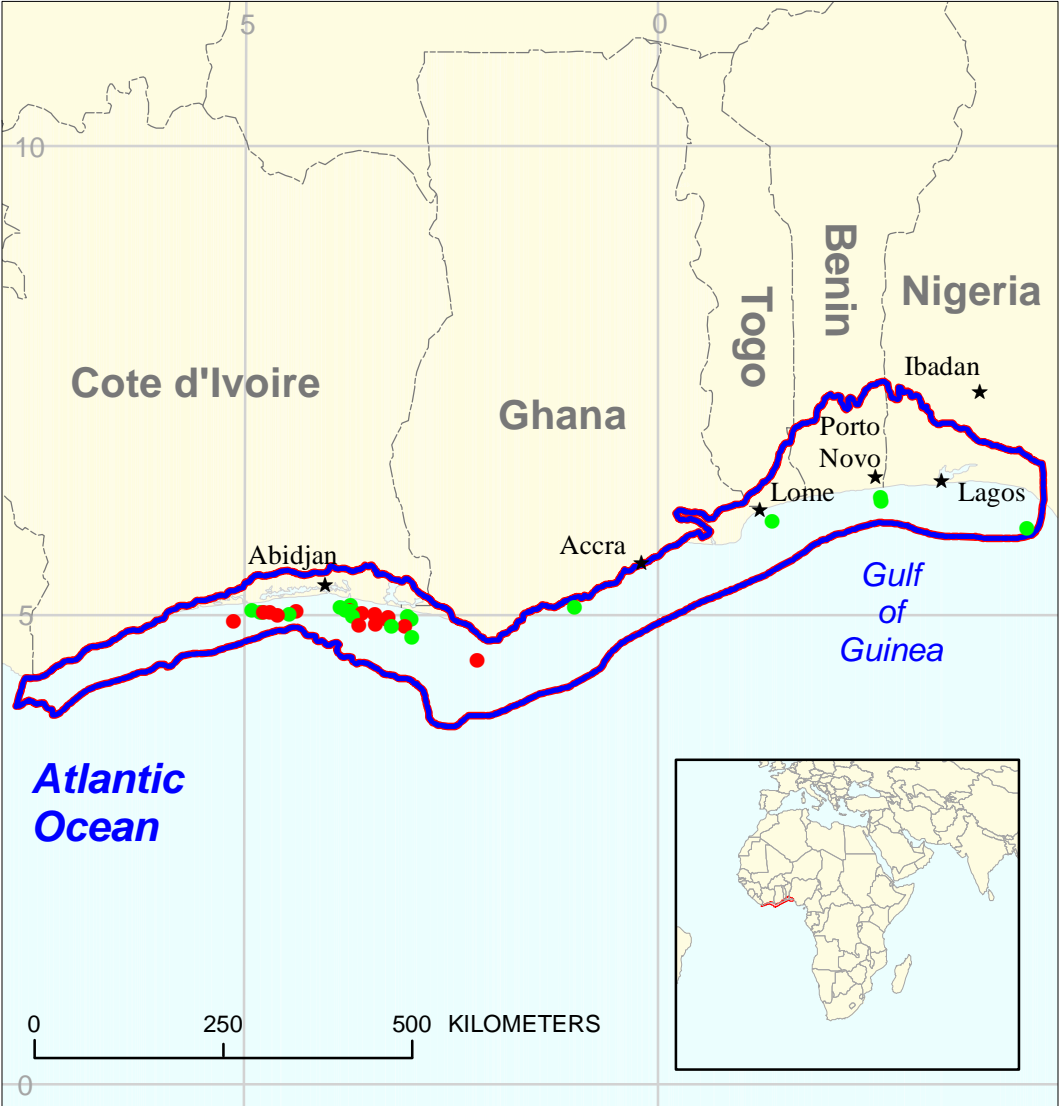 5
0
10
Benin
Togo
Nigeria
Ibadan
Cote d'Ivoire
Ghana
Porto
Novo
Lome
Lagos
Accra
Abidjan
Gulf
of
Guinea
Atlantic
Ocean
0
250
500 KILOMETERS
0
5